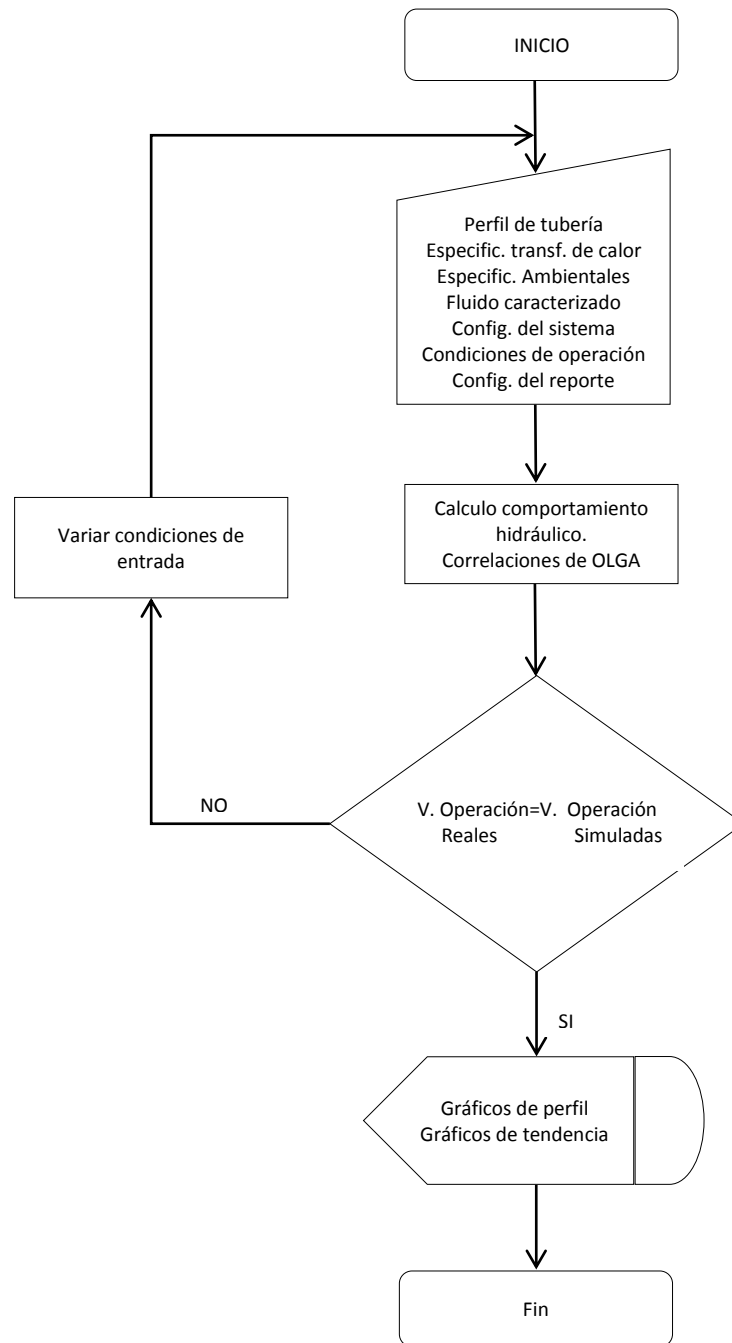 INICIO
Perfil de tubería
Especific. transf. de calor
Especific. Ambientales
Fluido caracterizado
Config. del sistema
Condiciones de operación
Config. del reporte
Calculo comportamiento
hidráulico.
Correlaciones de OLGA
Variar condiciones de
entrada
NO
V. Operación=V. Operación
Reales Simuladas
SI
Gráficos de perfil
Gráficos de tendencia
Fin